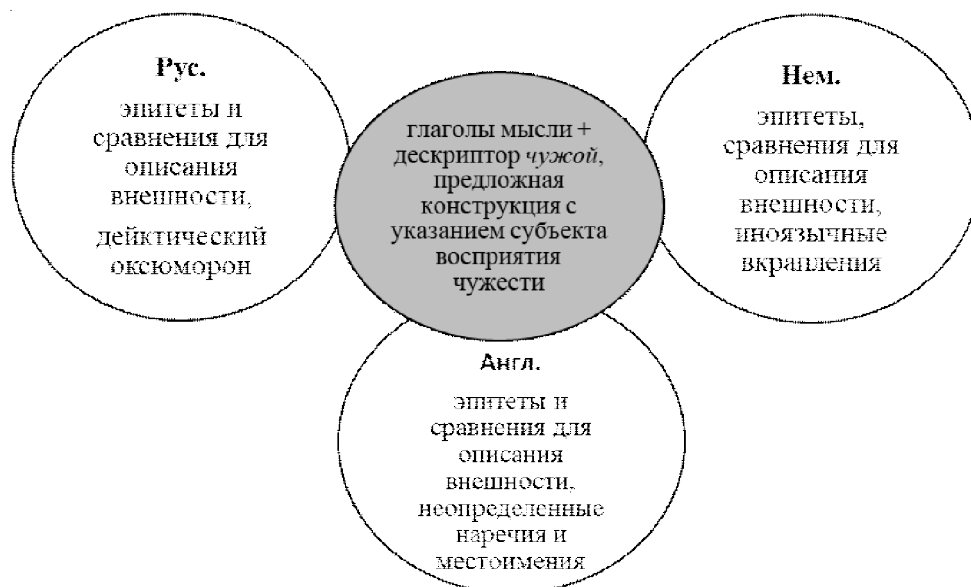 Рус.
эпитеты и
сравнения для
описания
внешности,
дейктический
оксюморон
глаголы мысли +
дескриптор чужой,
предложная
конструкция с
указанием субъекта
восприятия
чужести
Нем.
эпитеты,
сравнения для
описания
внешности,
иноязычные
вкрапления
Англ.
эпитеты и
сравнения для
описания
внешности,
неопределенные
наречия и
местоимения